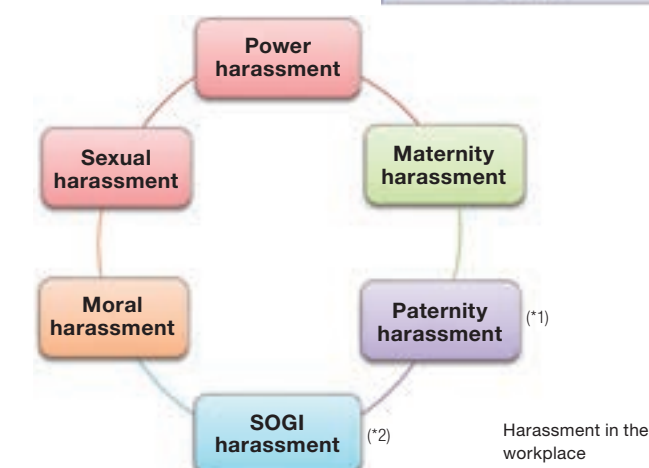 Power
harassment
Sexual
harassment
Maternity
harassment
Moral
harassment
Paternity
harassment
(*1)
SOGI
harassment
(*2)
Harassment in the
workplace